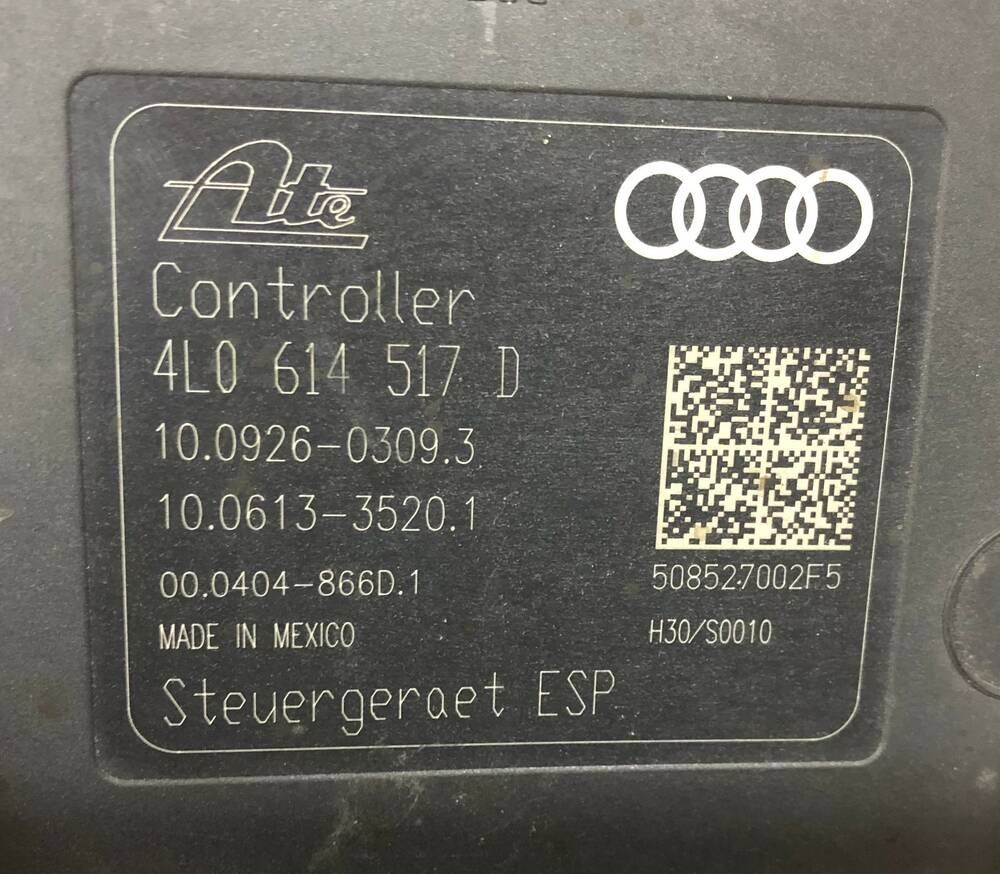 Ate
Controller
4L0 614 517 D
10.0926-0309.3
10.0613-3520.1
00.0404-866D.1
508527002F5
MADE IN MEXICO
H30/S0010
Steuergeraet ESP